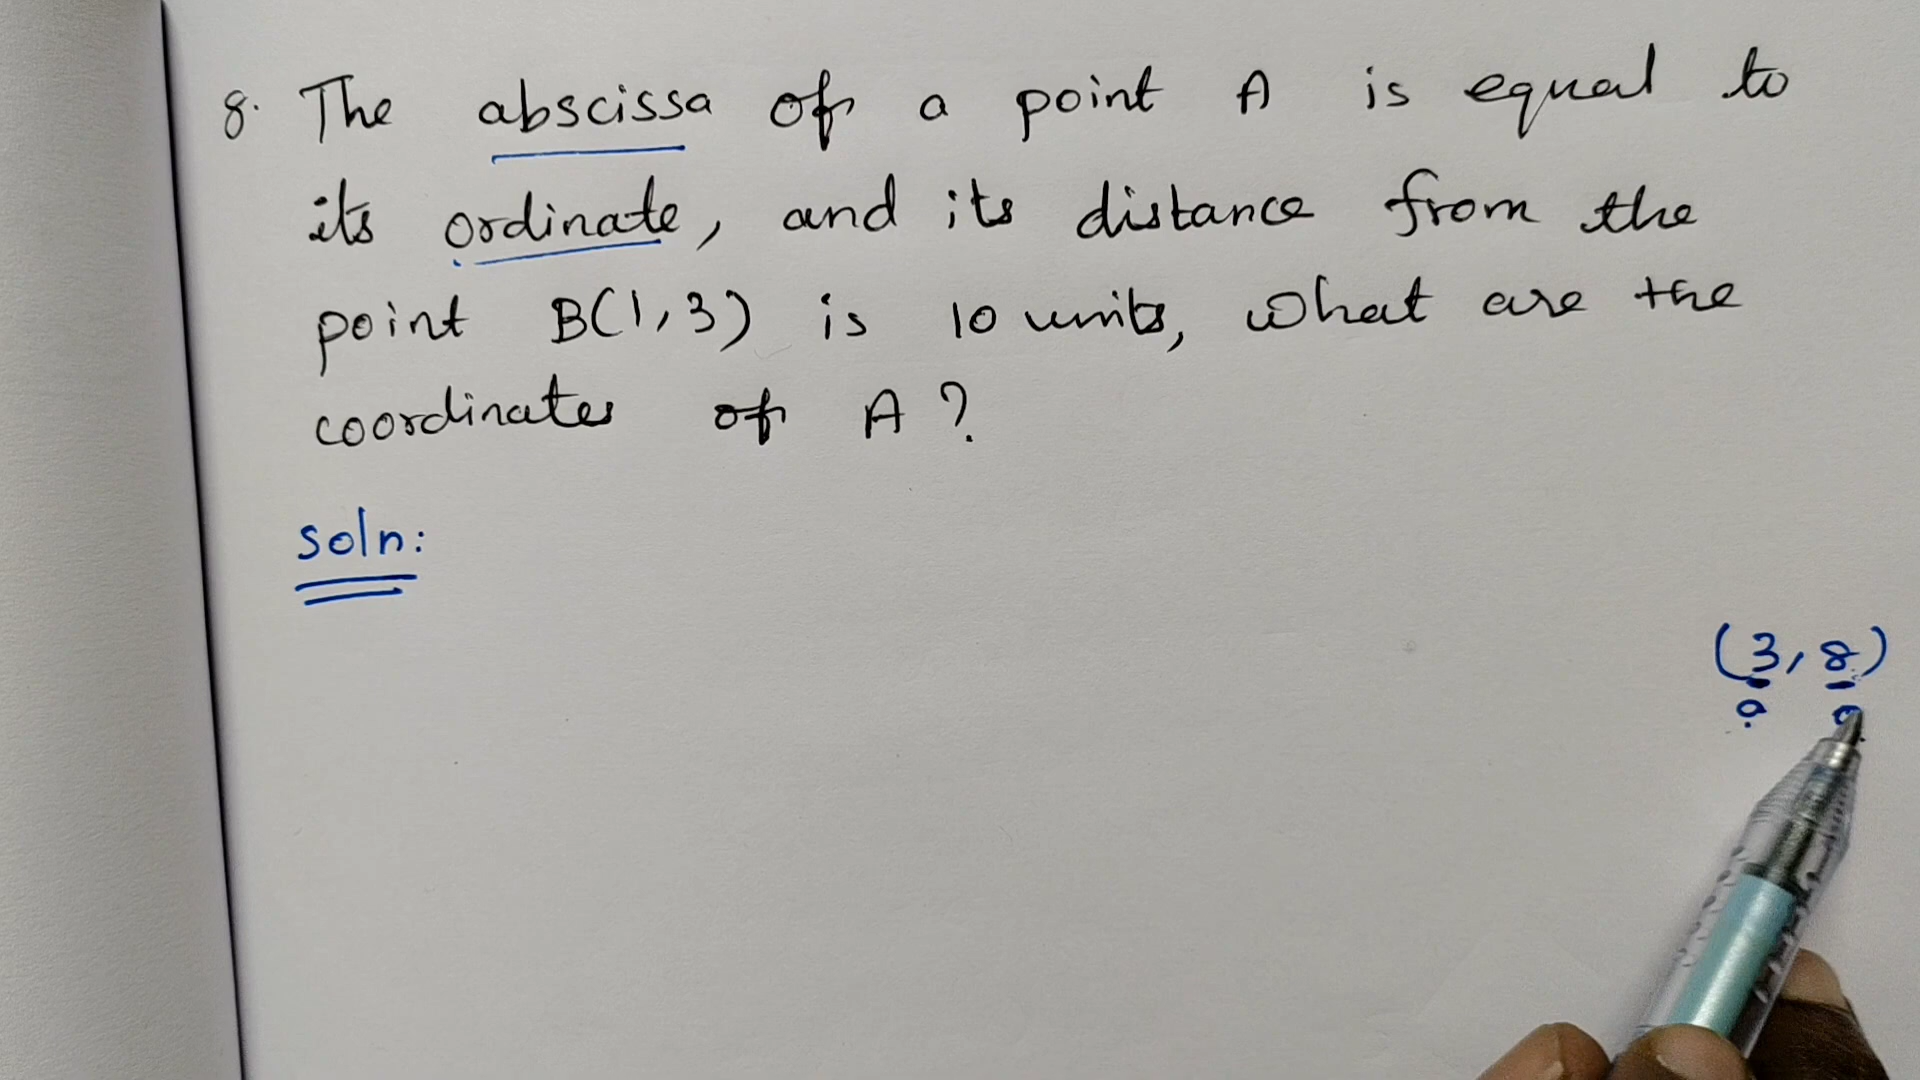 8. The abscissa of a point A is equal to
its ordinate, and its distance from the
point B(1,3) is 10 units, what are the
coordinates of A?
soln:
(3, 8)
a o